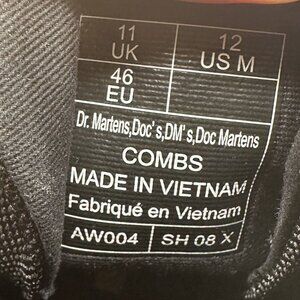 11 12
UK US M
46
EU
Dr. Martens,Doc's,DM's,Doc Martens
COMBS
MADE IN VIETNAM
Fabriqué en Vietnam
AW004 SH 08 X